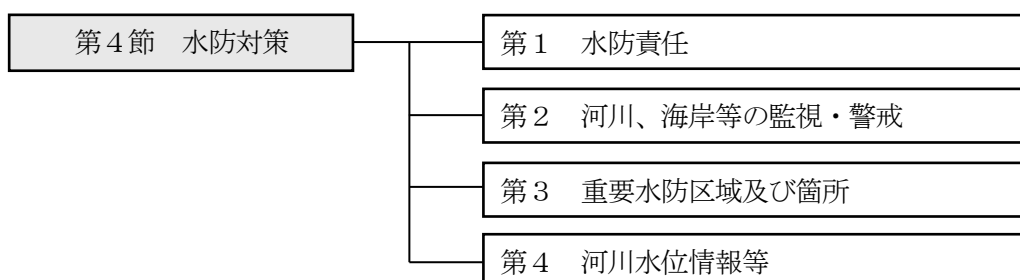 第４節　水防対策
第１　水防責任
第２　河川、海岸等の監視・警戒
第３　重要水防区域及び箇所
第４　河川水位情報等